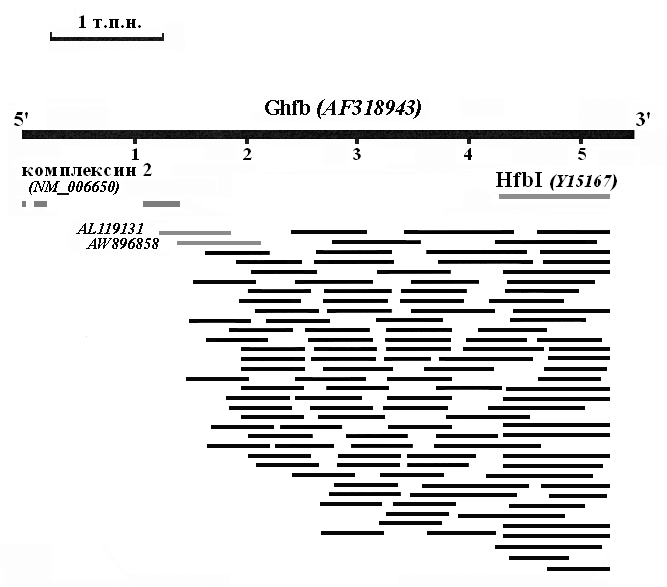 1 т.п.н.
Ghfb (AF318943)
5' 3'
1 2 3 4 5
комплексин 2
(NM_006650)
HfbI (Y15167)
AL119131
AW896858